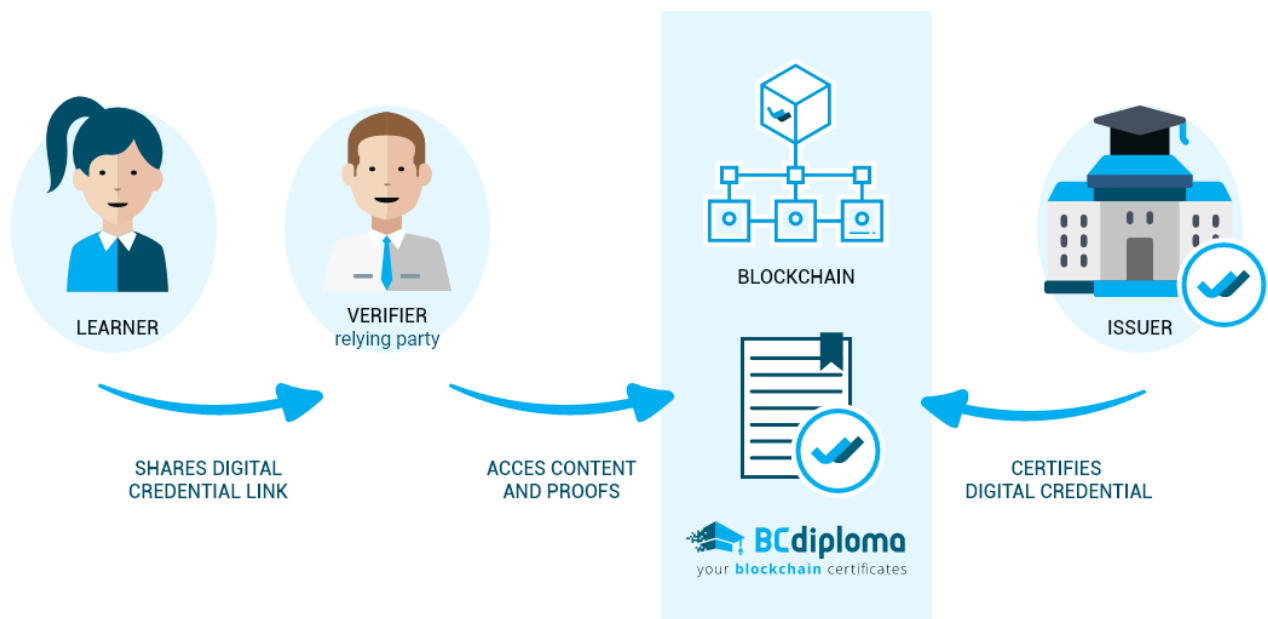 LEARNER
VERIFIER
relying party
BLOCKCHAIN
ISSUER
SHARES DIGITAL
CREDENTIAL LINK
ACCES CONTENT
AND PROOFS
CERTIFIES
DIGITAL CREDENTIAL
BCdiploma
your blockchain certificates